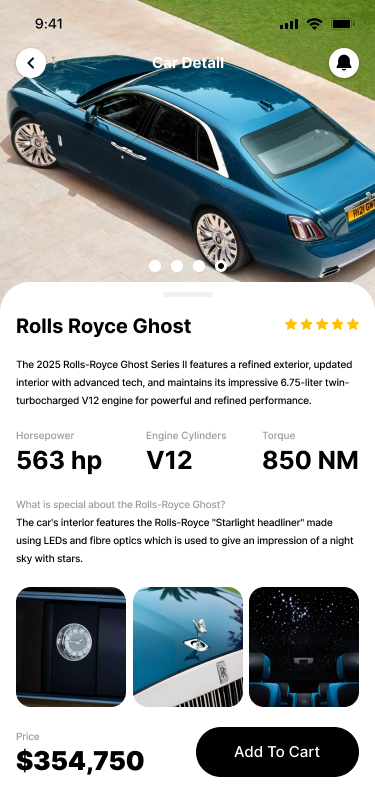 9:41
Car Detail
Rolls Royce Ghost
The 2025 Rolls-Royce Ghost Series II features a refined exterior, updated
interior with advanced tech, and maintains its impressive 6.75-liter twin-
turbocharged V12 engine for powerful and refined performance.
Horsepower Engine Cylinders Torque
563 hp V12 850 NM
What is special about the Rolls-Royce Ghost?
The car's interior features the Rolls-Royce "Starlight headliner" made
using LEDs and fibre optics which is used to give an impression of a night
sky with stars.
Price
$354,750
Add To Cart